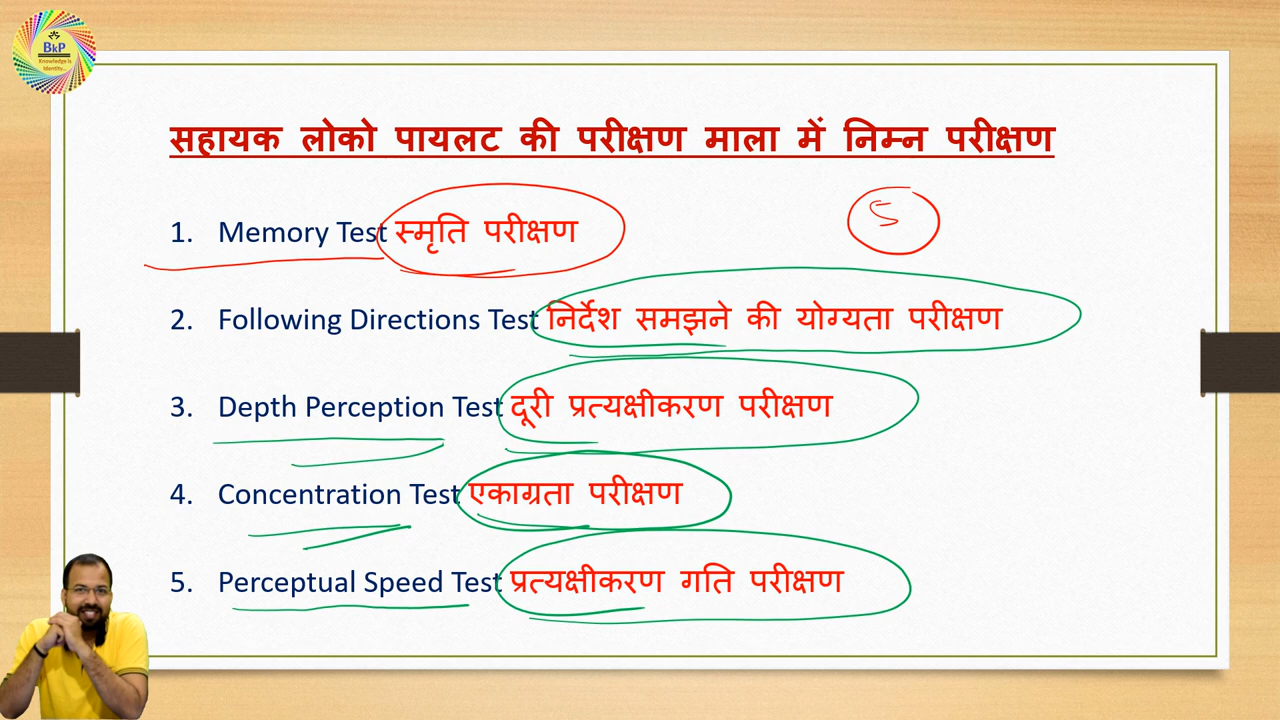 BkP
Knowledge is
Identity...
सहायक लोको पायलट की परीक्षण माला में निम्न परीक्षण
1. Memory Test स्मृति परीक्षण
5
2. Following Directions Test निर्देश समझने की योग्यता परीक्षण
3. Depth Perception Test दूरी प्रत्यक्षीकरण परीक्षण
4. Concentration Test एकाग्रता परीक्षण
5. Perceptual Speed Test प्रत्यक्षीकरण गति परीक्षण